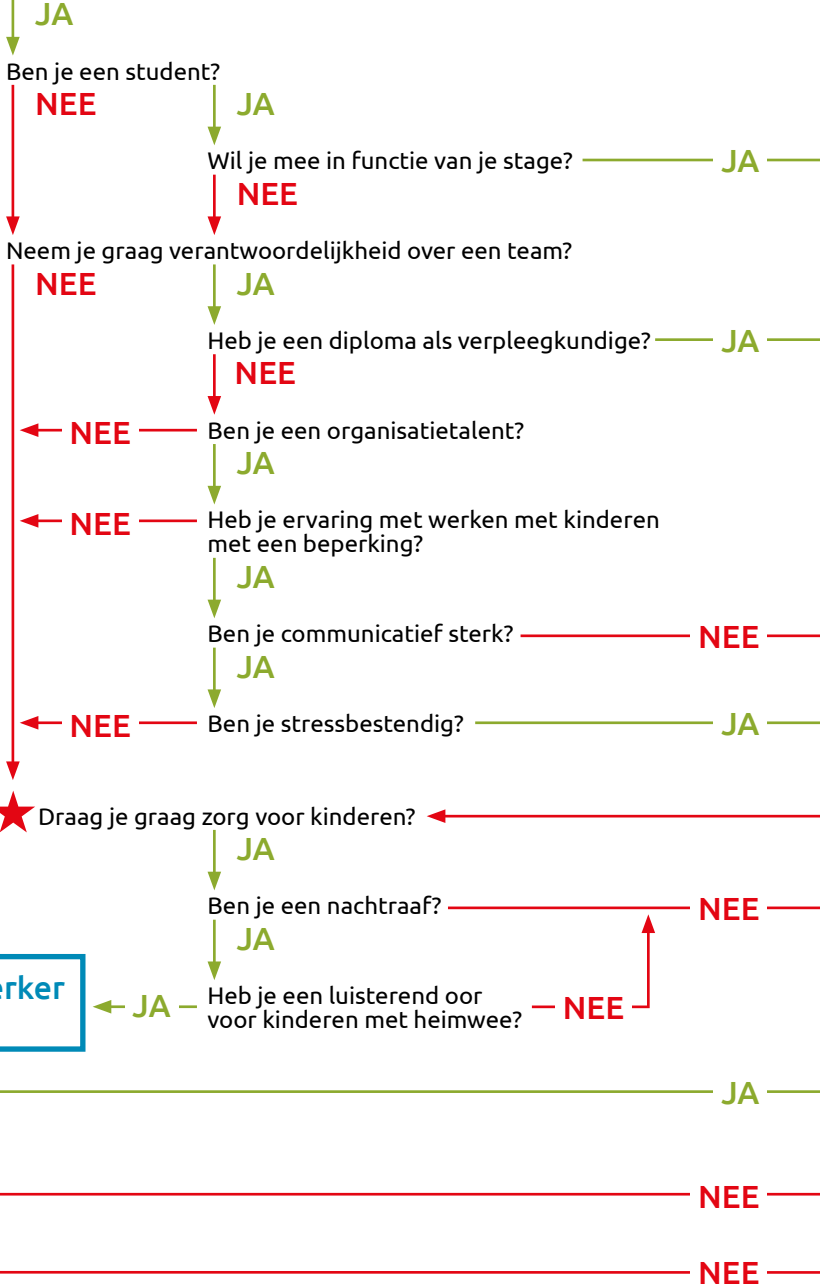 JA
Ben je een student?
NEE
JA
Wil je mee in functie van je stage?
JA
NEE
Neem je graag verantwoordelijkheid over een team?
NEE
JA
Heb je een diploma als verpleegkundige?
JA
NEE
NEE
Ben je een organisatietalent?
JA
NEE
Heb je ervaring met werken met kinderen
met een beperking?
JA
Ben je communicatief sterk?
NEE
JA
NEE
Ben je stressbestendig?
JA
Draag je graag zorg voor kinderen?
JA
Ben je een nachtraaf?
NEE
JA
erker
JA
Heb je een luisterend oor
voor kinderen met heimwee?
NEE
JA
NEE
NEE